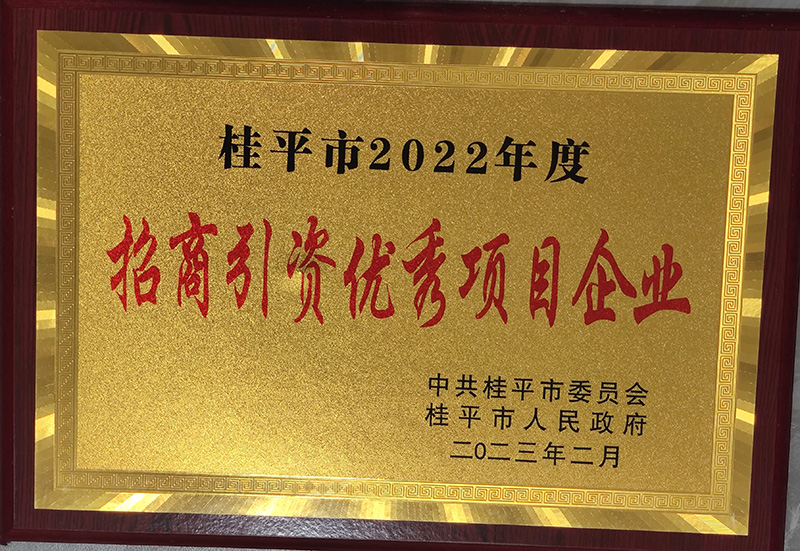 桂平市2022年度
招商引资优秀项目企业
中共桂平市委员会
桂平市人民政府
二〇二三年二月